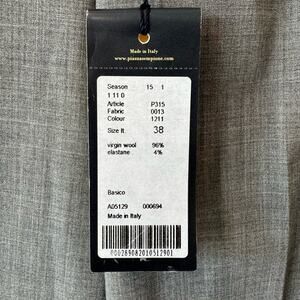 Made in Italy
www.piazzasempione.com
Season 15 1
1 11 0
Article P315
Fabric 0013
Colour 1211
Size It 38
virgin wool 96%
elastane 4%
Basico
A05129 000694
Made in Italy
000289082010512901